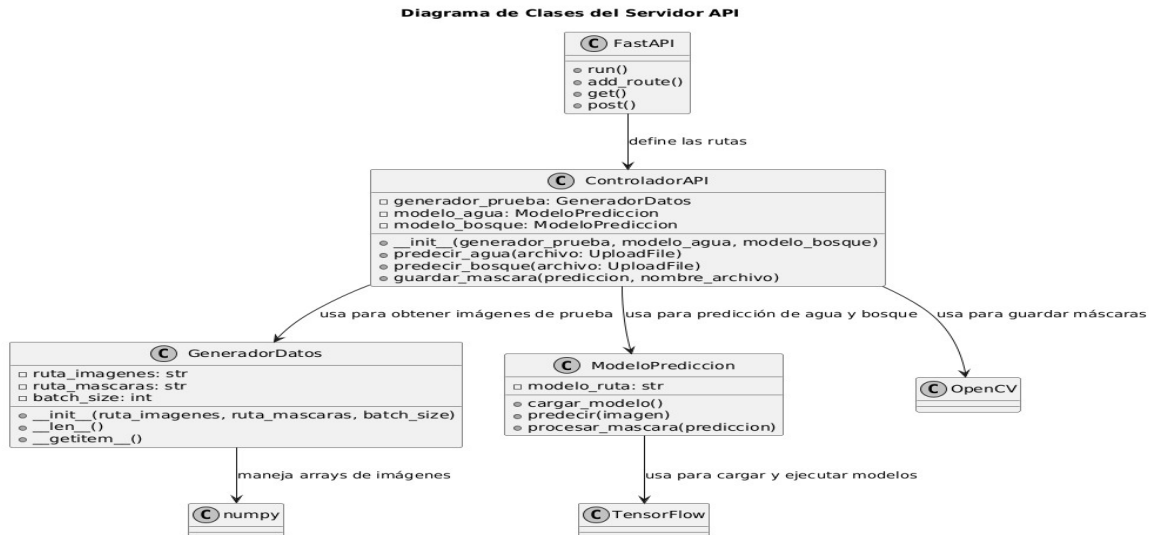 Diagrama de Clases del Servidor API
C FastAPI
run()
add_route()
get()
post()
define las rutas
C ControladorAPI
generador_prueba: GeneradorDatos
modelo_agua: ModeloPrediccion
modelo_bosque: ModeloPrediccion
__init__(generador_prueba, modelo_agua, modelo_bosque)
predecir_agua(archivo: UploadFile)
predecir_bosque(archivo: UploadFile)
guardar_mascara(prediccion, nombre_archivo)
usa para obtener imágenes de prueba
usa para predicción de agua y bosque
usa para guardar máscaras
C GeneradorDatos
ruta_imagenes: str
ruta_mascaras: str
batch_size: int
__init__(ruta_imagenes, ruta_mascaras, batch_size)
__len__()
__getitem__()
C ModeloPrediccion
modelo_ruta: str
cargar_modelo()
predecir(imagen)
procesar_mascara(prediccion)
C OpenCV
maneja arrays de imágenes
usa para cargar y ejecutar modelos
C numpy
C TensorFlow